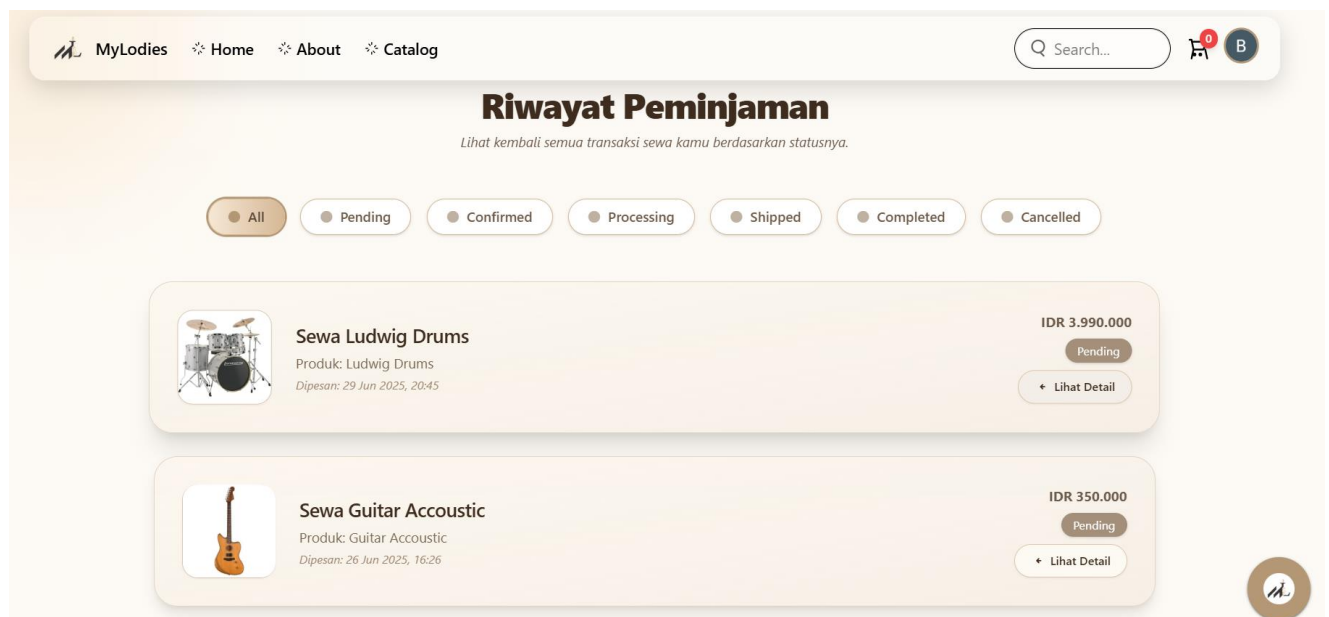 MyLodies Home About Catalog Search... 0 B
Riwayat Peminjaman
Lihat kembali semua transaksi sewa kamu berdasarkan statusnya.
All Pending Confirmed Processing Shipped Completed Cancelled
Sewa Ludwig Drums
Produk: Ludwig Drums
Dipesan: 29 Jun 2025, 20:45
IDR 3.990.000
Pending
Lihat Detail
Sewa Guitar Accoustic
Produk: Guitar Accoustic
Dipesan: 26 Jun 2025, 16:26
IDR 350.000
Pending
Lihat Detail